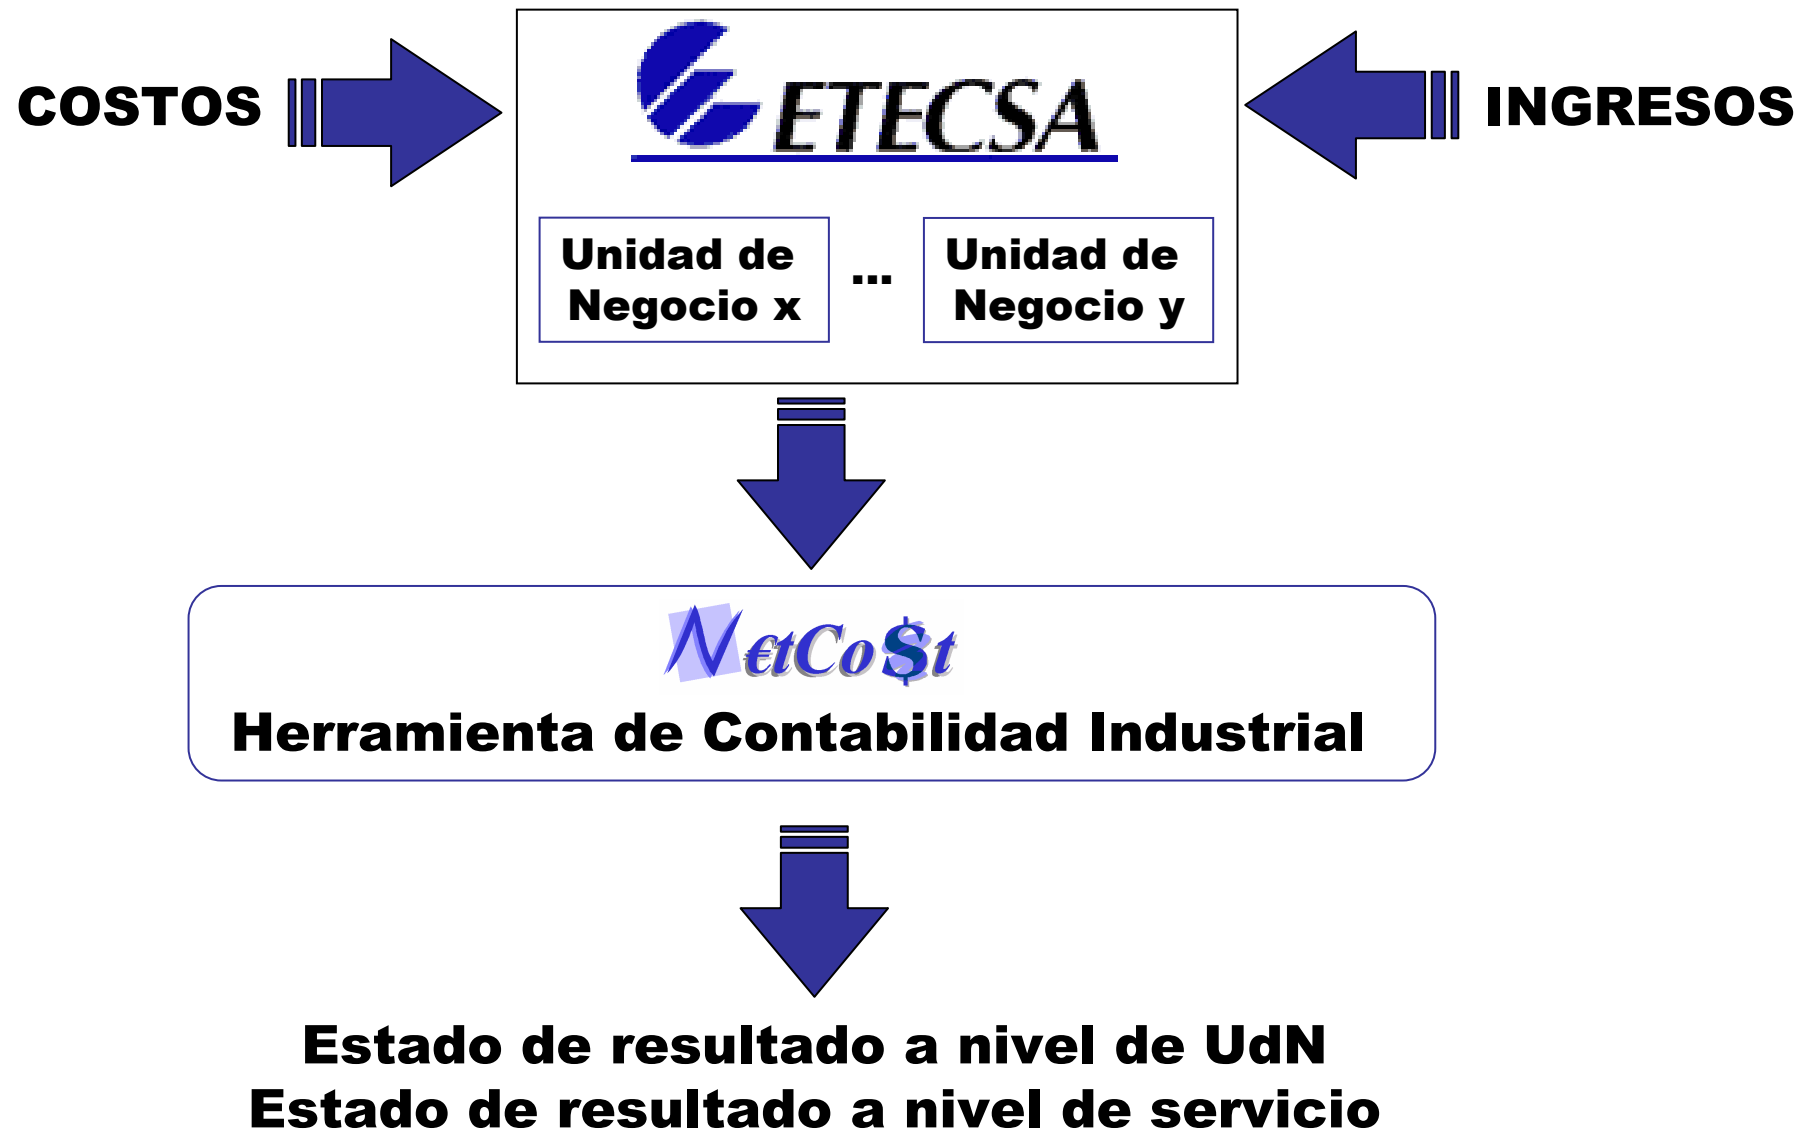 COSTOS
ETECSA
INGRESOS
Unidad de
Negocio x
...
Unidad de
Negocio y
N€tCo$t
Herramienta de Contabilidad Industrial
Estado de resultado a nivel de UdN
Estado de resultado a nivel de servicio